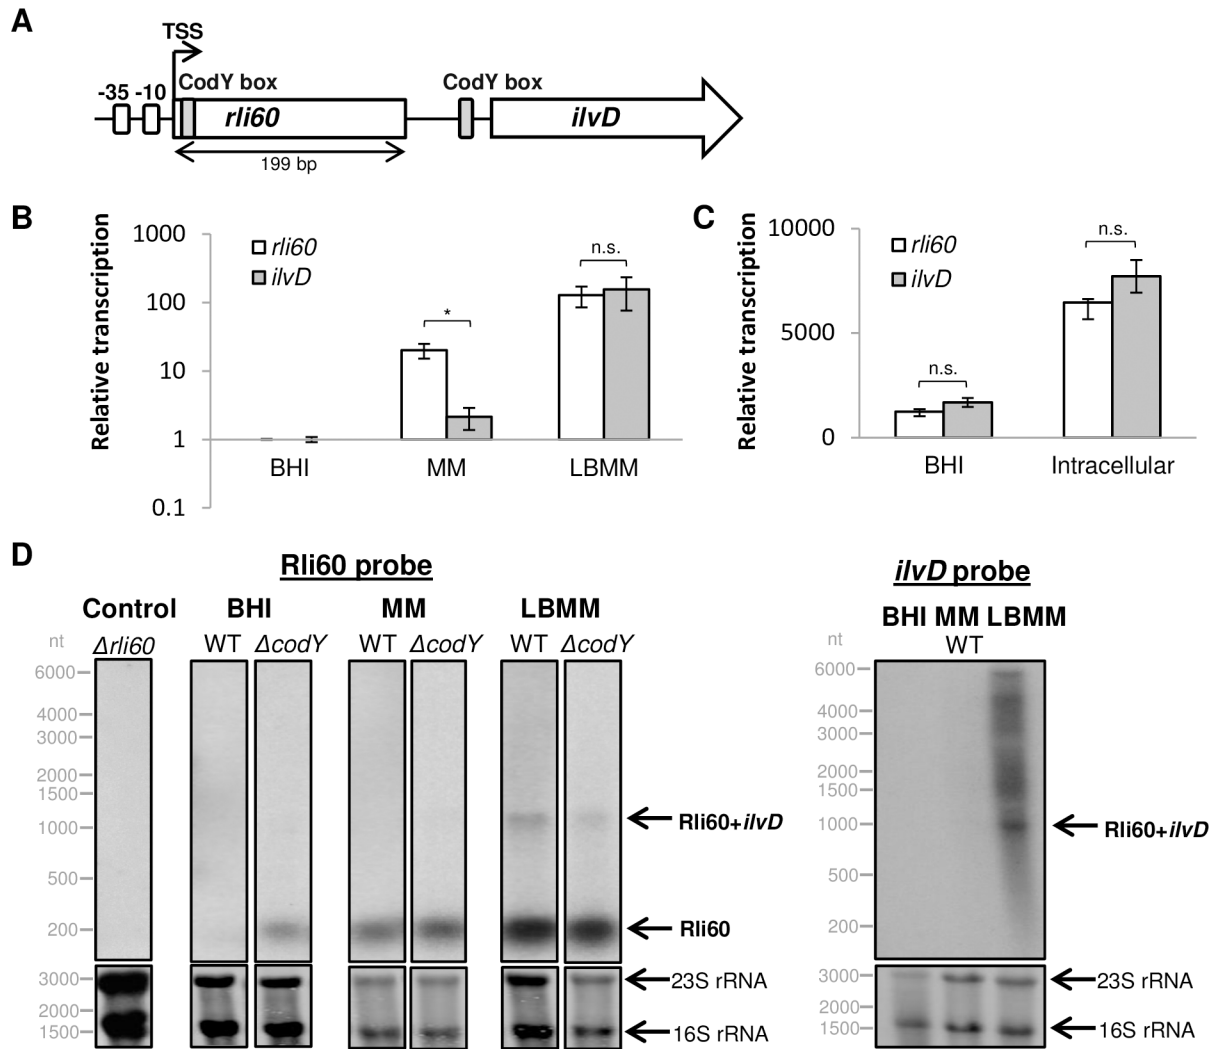 A
TSS
-35 -10
CodY box
CodY box
rli60
ilvD
199 bp
B
Relative transcription
1000
100
10
1
0.1
rli60
ilvD
*
n.s.
BHI
MM
LBMM
C
Relative transcription
10000
5000
0
rli60
ilvD
n.s.
n.s.
BHI
Intracellular
D
Rli60 probe
Control
BHI
MM
LBMM
nt
Δrli60
WT
ΔcodY
WT
ΔcodY
WT
ΔcodY
6000
4000
3000
2000
1500
1000
500
200
3000
2000
1500
Rli60+ilvD
Rli60
23S rRNA
16S rRNA
ilvD probe
BHI MM LBMM
nt
WT
6000
4000
3000
2000
1500
1000
500
200
3000
2000
1500
Rli60+ilvD
23S rRNA
16S rRNA